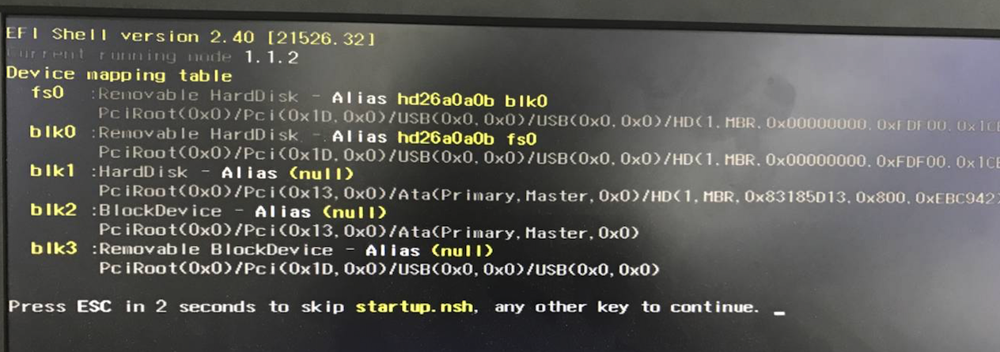 EFI Shell version 2.40 [21526.32]
Current running mode 1.1.2
Device mapping table
fs0 :Removable HardDisk - Alias hd26a0a0b blk0
PciRoot(0x0)/Pci(0x1D,0x0)/USB(0x0,0x0)/USB(0x0,0x0)/HD(1,MBR,0x00000000,0xFDF00,0x1CE
blk0 :Removable HardDisk - Alias hd26a0a0b fs0
PciRoot(0x0)/Pci(0x1D,0x0)/USB(0x0,0x0)/USB(0x0,0x0)/HD(1,MBR,0x00000000,0xFDF00,0x1CE
blk1 :HardDisk - Alias (null)
PciRoot(0x0)/Pci(0x13,0x0)/Ata(Primary,Master,0x0)/HD(1,MBR,0x83185D13,0x800,0xEBC942
blk2 :BlockDevice - Alias (null)
PciRoot(0x0)/Pci(0x13,0x0)/Ata(Primary,Master,0x0)
blk3 :Removable BlockDevice - Alias (null)
PciRoot(0x0)/Pci(0x1D,0x0)/USB(0x0,0x0)/USB(0x0,0x0)
Press ESC in 2 seconds to skip startup.nsh, any other key to continue. _